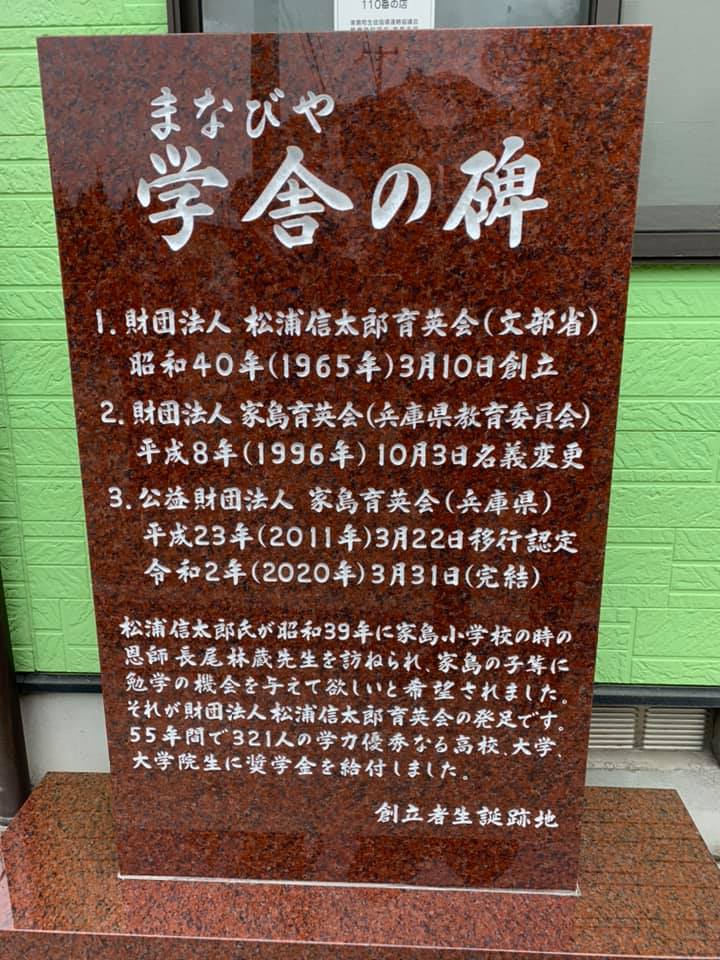 110番の店
まなびや
学舎の碑
1. 財団法人 松浦信太郎育英会(文部省)
昭和40年(1965年)3月10日創立
2. 財団法人 家島育英会(兵庫県教育委員会)
平成8年(1996年) 10月3日名義変更
3. 公益財団法人 家島育英会(兵庫県)
平成23年(2011年)3月22日移行認定
令和2年(2020年)3月31日(完結)
松浦信太郎氏が昭和39年に家島小学校の時の
恩師 長尾林蔵先生を訪ねられ、家島の子等に
勉学の機会を与えて欲しいと希望されました。
それが財団法人松浦信太郎育英会の発足です。
55年間で321人の学力優秀なる高校、大学、
大学院生に奨学金を給付しました。
創立者生誕跡地